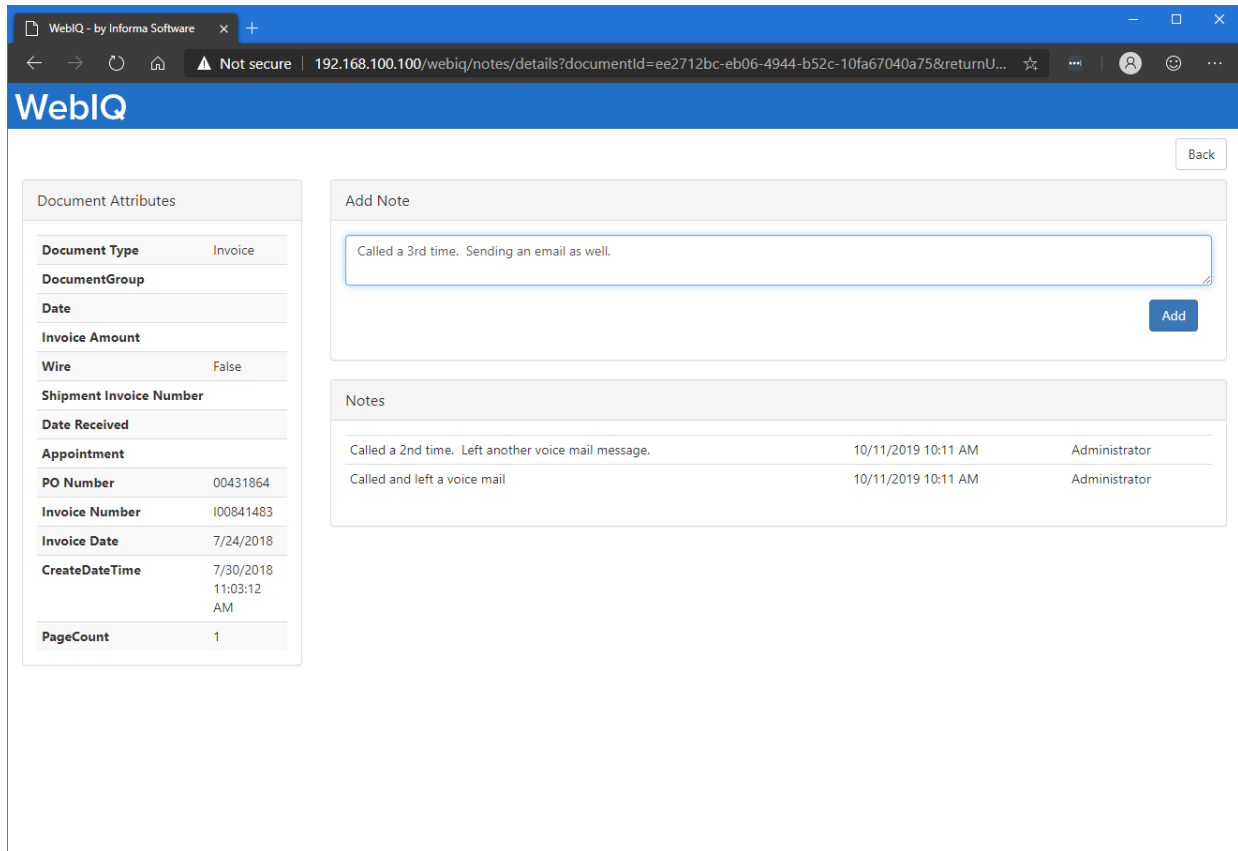 WebIQ - by Informa Software
Not secure 192.168.100.100/webiq/notes/details?documentId=ee2712bc-eb06-4944-b52c-10fa67040a75&returnU...
WebIQ
Back
Document Attributes
Document Type Invoice
DocumentGroup
Date
Invoice Amount
Wire False
Shipment Invoice Number
Date Received
Appointment
PO Number 00431864
Invoice Number I00841483
Invoice Date 7/24/2018
CreateDateTime 7/30/2018
11:03:12
AM
PageCount 1
Add Note
Called a 3rd time.  Sending an email as well.
Add
Notes
Called a 2nd time.  Left another voice mail message. 10/11/2019 10:11 AM Administrator
Called and left a voice mail 10/11/2019 10:11 AM Administrator